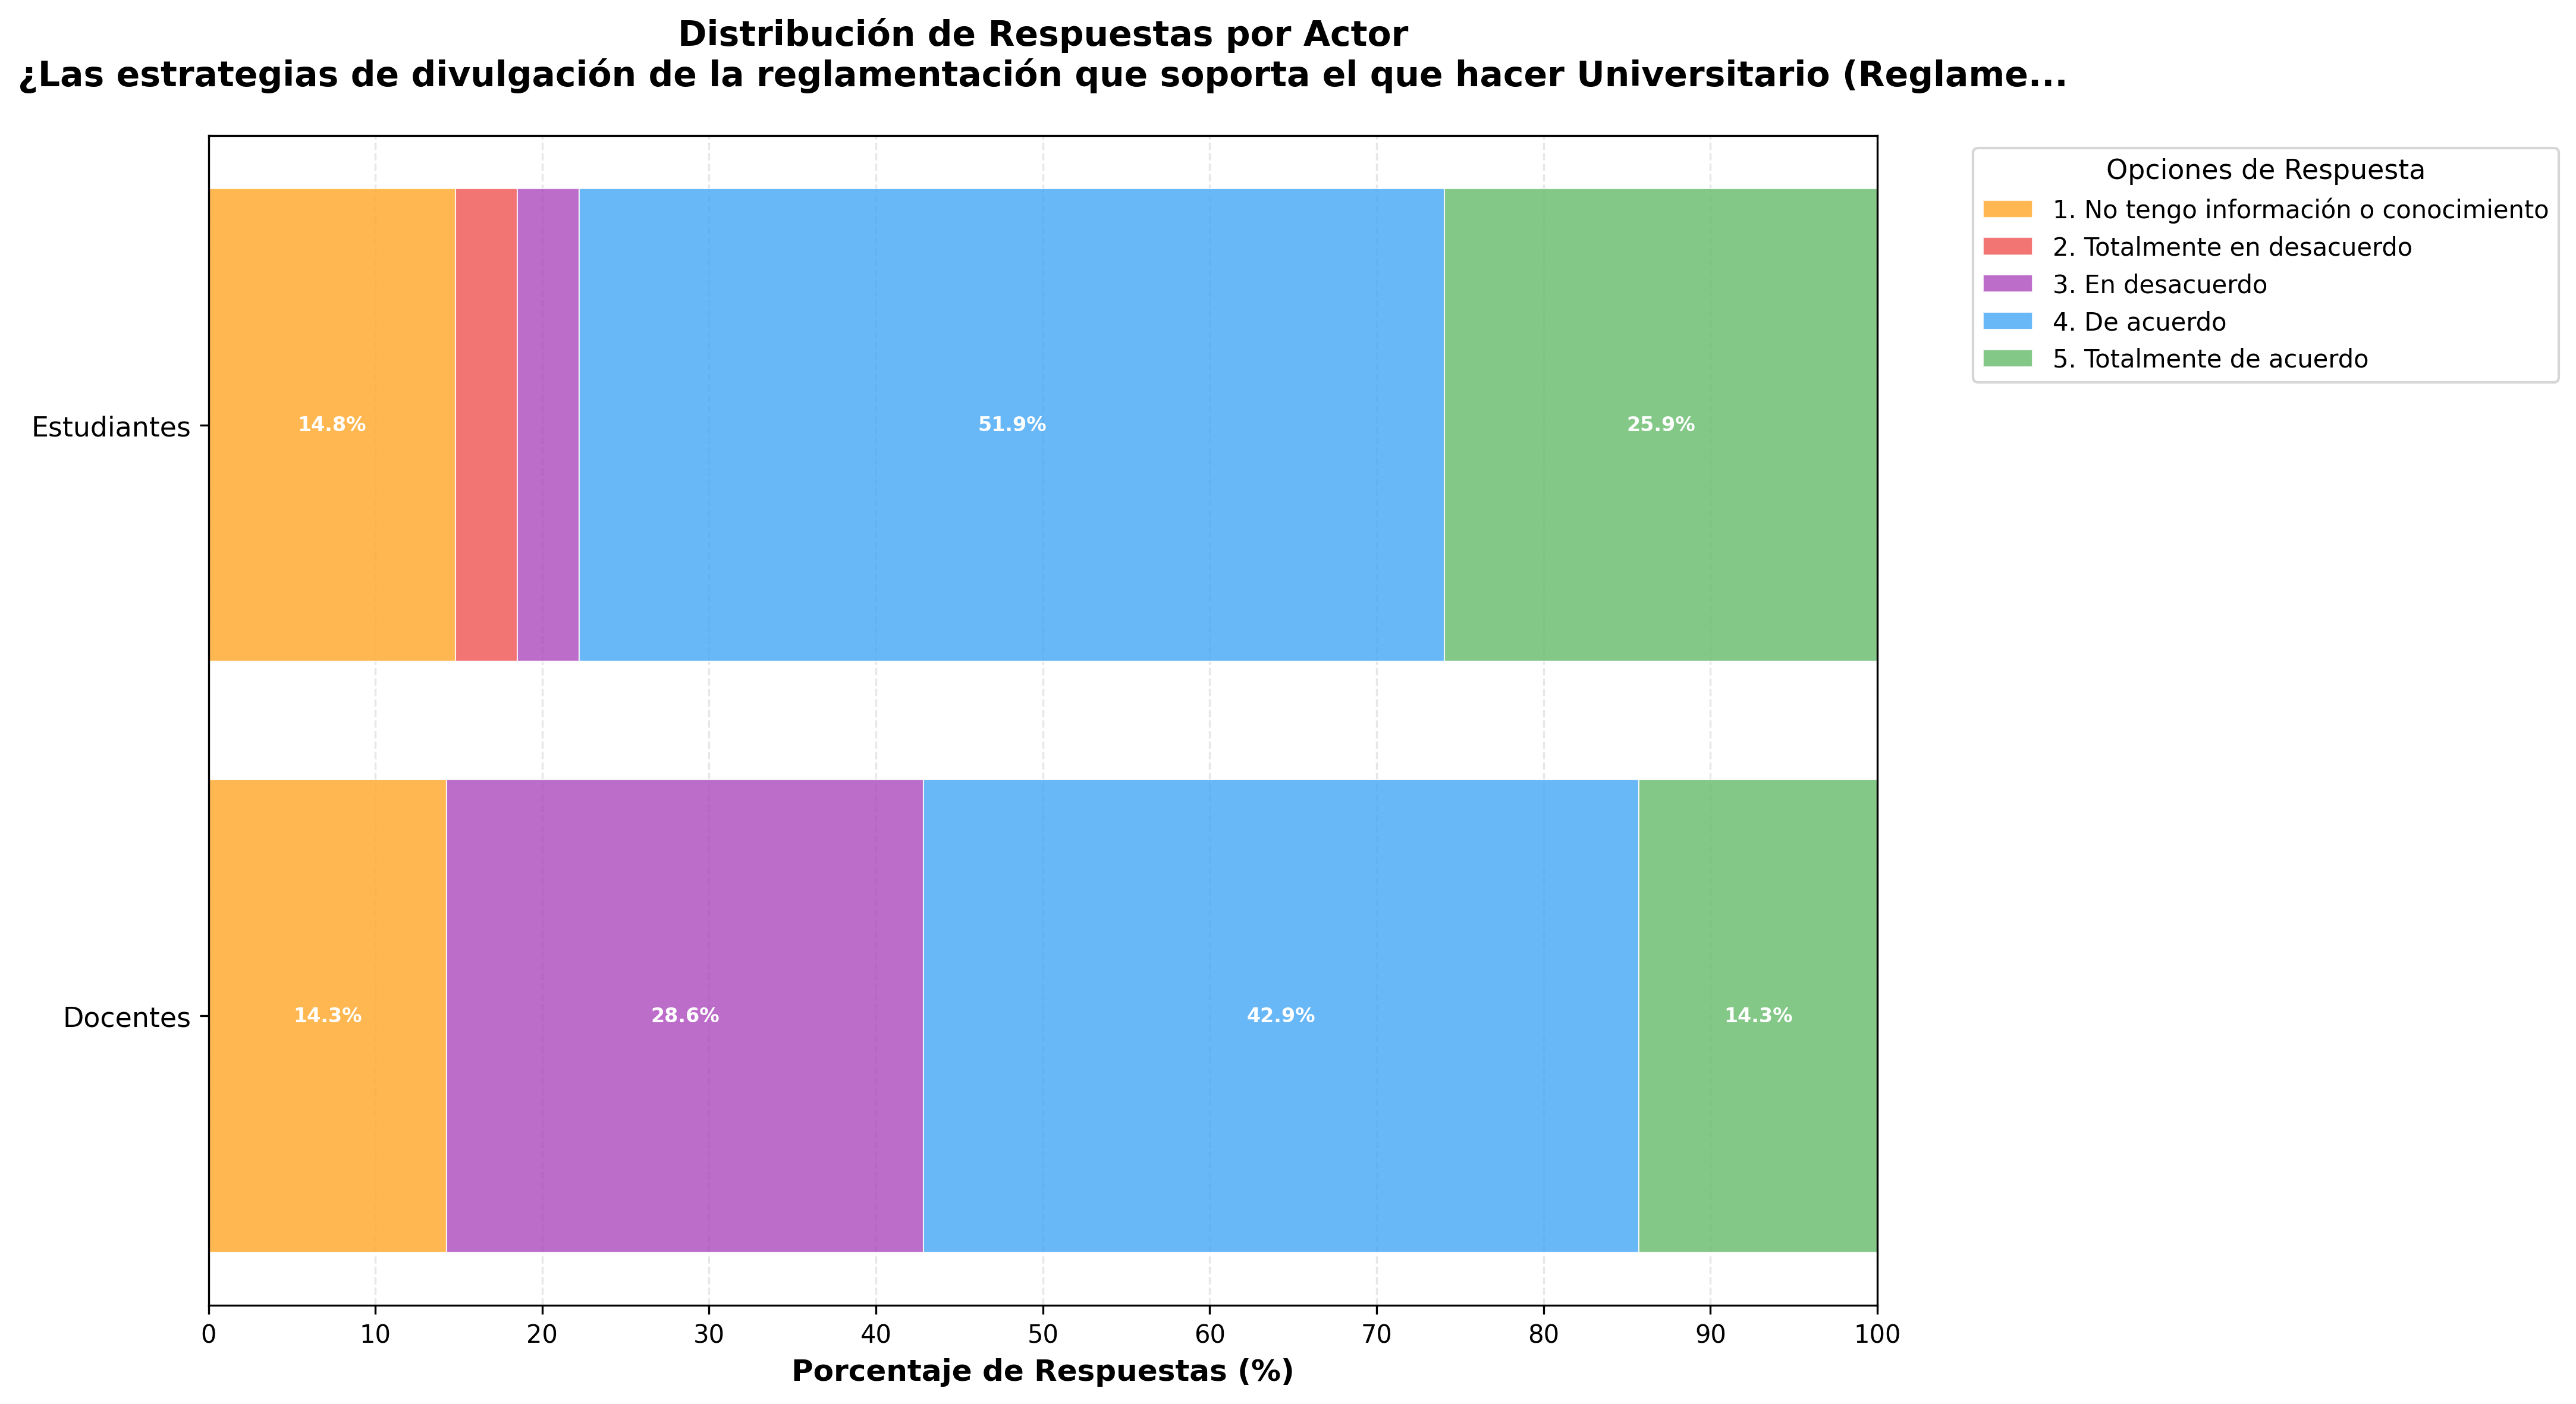 Distribución de Respuestas por Actor
¿Las estrategias de divulgación de la reglamentación que soporta el que hacer Universitario (Reglame...
Opciones de Respuesta
1. No tengo información o conocimiento
2. Totalmente en desacuerdo
3. En desacuerdo
4. De acuerdo
5. Totalmente de acuerdo
Estudiantes
14.8%
51.9%
25.9%
Docentes
14.3%
28.6%
42.9%
14.3%
0 10 20 30 40 50 60 70 80 90 100
Porcentaje de Respuestas (%)